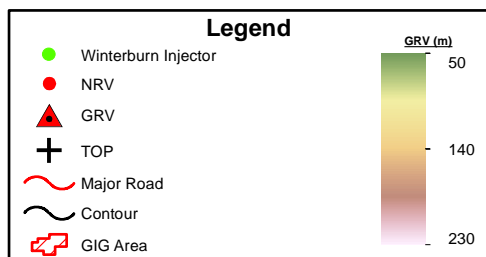 Legend
Winterburn Injector
NRV
GRV
TOP
Major Road
Contour
GIG Area
GRV (m)
50
140
230